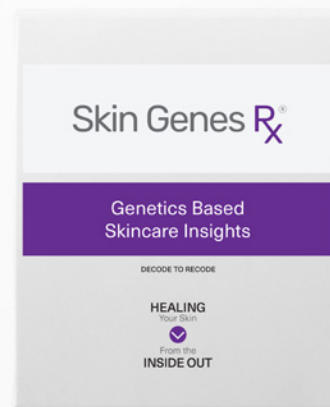 Skin Genes Rx®
Genetics Based
Skincare Insights
DECODE TO RECODE
HEALING
Your Skin
From the
INSIDE OUT